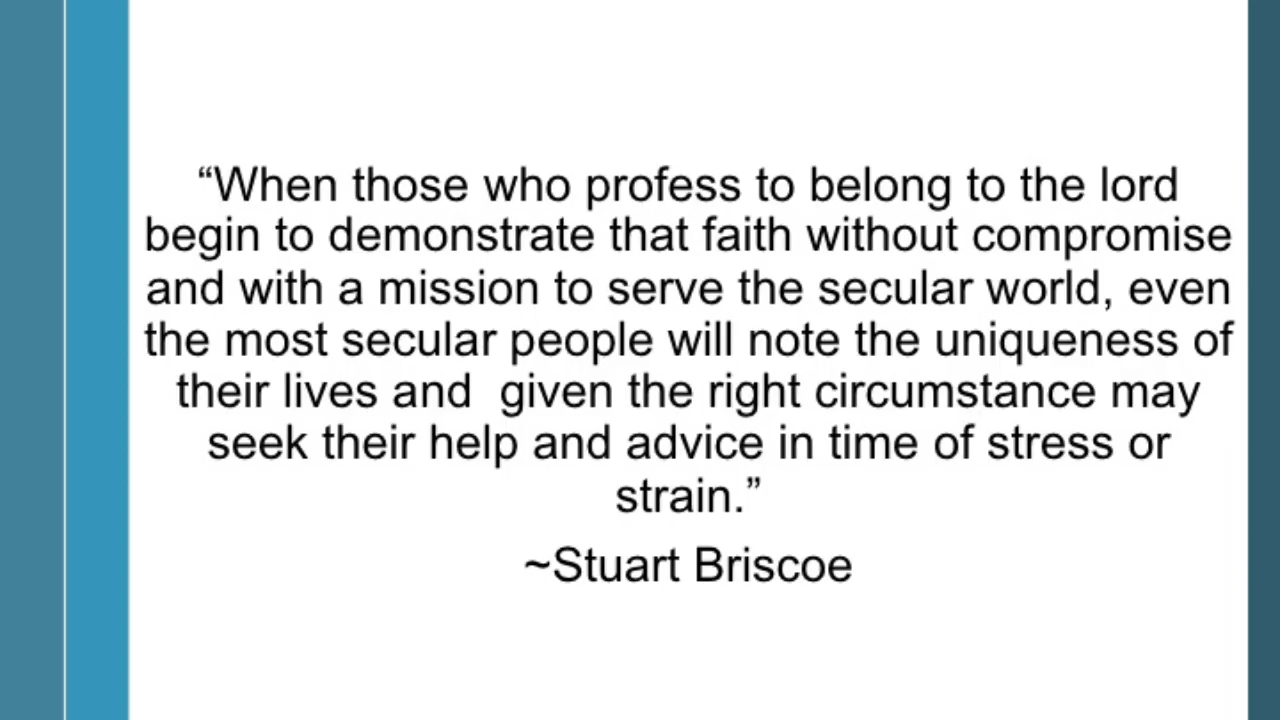 “When those who profess to belong to the lord
begin to demonstrate that faith without compromise
and with a mission to serve the secular world, even
the most secular people will note the uniqueness of
their lives and  given the right circumstance may
seek their help and advice in time of stress or
strain.”
~Stuart Briscoe